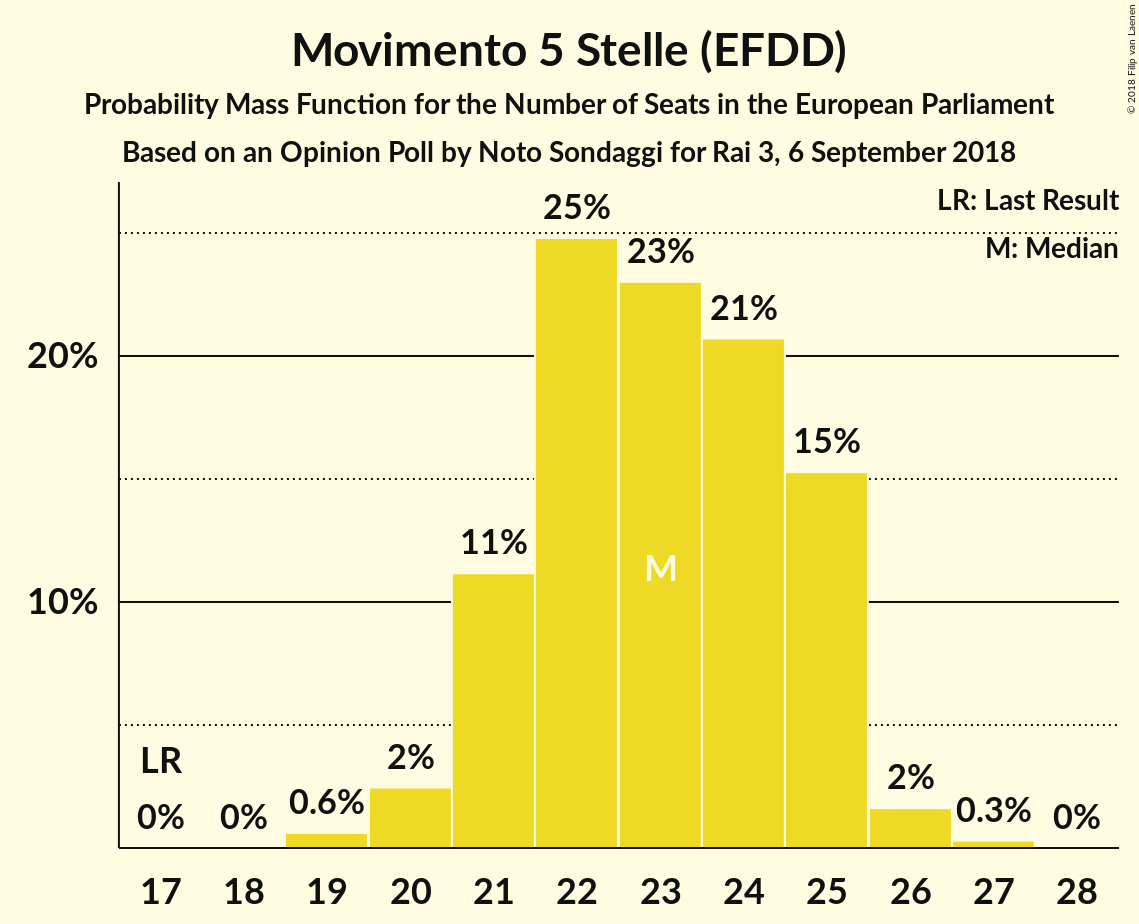 Movimento 5 Stelle (EFDD)
Probability Mass Function for the Number of Seats in the European Parliament
Based on an Opinion Poll by Noto Sondaggi for Rai 3, 6 September 2018
© 2018 Filip van Laenen
LR: Last Result
M: Median
25%
23%
21%
20%
15%
11%
M
10%
LR
2%
2%
0% 0% 0.6% 0.3% 0%
17 18 19 20 21 22 23 24 25 26 27 28